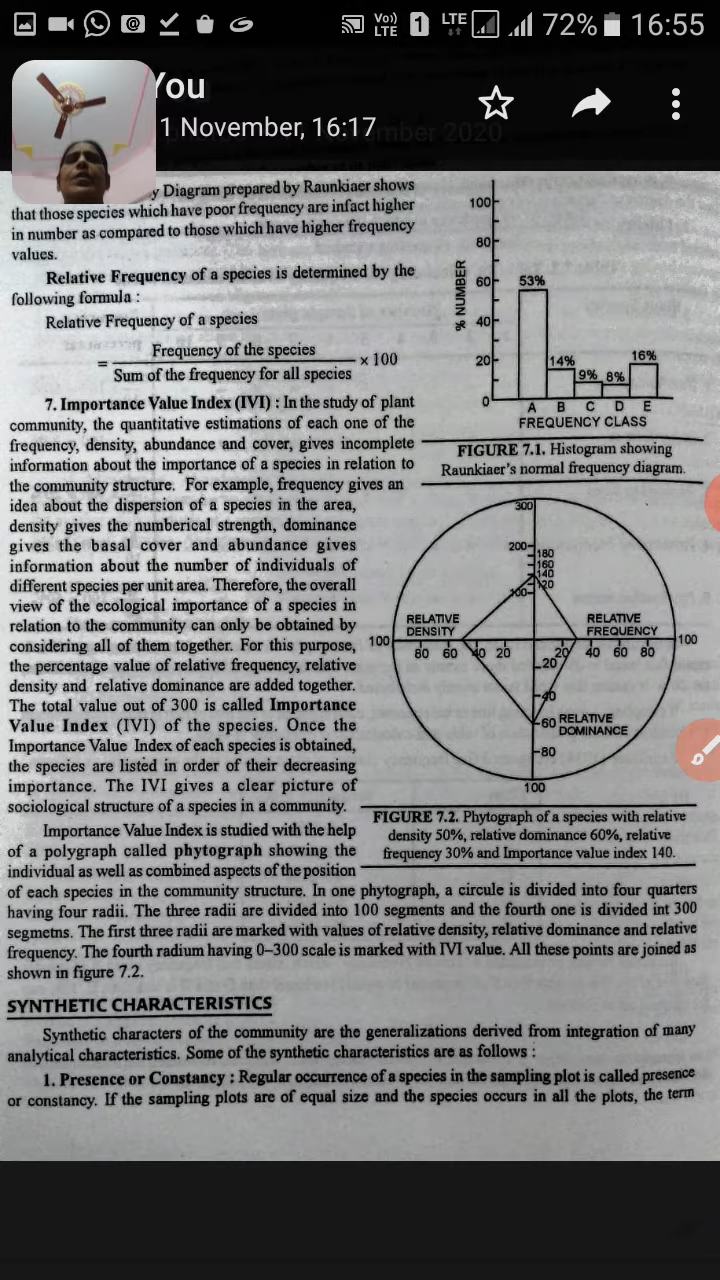 Vo))
LTE
1
LTE
72%
16:55
You
1 November, 16:17
y Diagram prepared by Raunkiaer shows
that those species which have poor frequency are infact higher
in number as compared to those which have higher frequency
values.
Relative Frequency of a species is determined by the
following formula :
Relative Frequency of a species
= Frequency of the species
Sum of the frequency for all species
× 100
7. Importance Value Index (IVI) : In the study of plant
community, the quantitative estimations of each one of the
frequency, density, abundance and cover, gives incomplete
information about the importance of a species in relation to
the community structure. For example, frequency gives an
idea about the dispersion of a species in the area,
density gives the numberical strength, dominance
gives the basal cover and abundance gives
information about the number of individuals of
different species per unit area. Therefore, the overall
view of the ecological importance of a species in
relation to the community can only be obtained by
considering all of them together. For this purpose,
the percentage value of relative frequency, relative
density and relative dominance are added together.
The total value out of 300 is called Importance
Value Index (IVI) of the species. Once the
Importance Value Index of each species is obtained,
the species are listed in order of their decreasing
importance. The IVI gives a clear picture of
sociological structure of a species in a community.
Importance Value Index is studied with the help
of a polygraph called phytograph showing the
individual as well as combined aspects of the position
of each species in the community structure. In one phytograph, a circule is divided into four quarters
having four radii. The three radii are divided into 100 segments and the fourth one is divided int 300
segmetns. The first three radii are marked with values of relative density, relative dominance and relative
frequency. The fourth radium having 0–300 scale is marked with IVI value. All these points are joined as
shown in figure 7.2.
% NUMBER
100
80
60
40
20
0
53%
14%
9%
8%
16%
A B C D E
FREQUENCY CLASS
FIGURE 7.1. Histogram showing
Raunkiaer's normal frequency diagram.
300
200
180
160
140
120
100
RELATIVE
DENSITY
RELATIVE
FREQUENCY
100
80 60 40 20
20 40 60 80
100
20
40
60
RELATIVE
DOMINANCE
80
100
FIGURE 7.2. Phytograph of a species with relative
density 50%, relative dominance 60%, relative
frequency 30% and Importance value index 140.
SYNTHETIC CHARACTERISTICS
Synthetic characters of the community are the generalizations derived from integration of many
analytical characteristics. Some of the synthetic characteristics are as follows :
1. Presence or Constancy : Regular occurrence of a species in the sampling plot is called presence
or constancy. If the sampling plots are of equal size and the species occurs in all the plots, the term